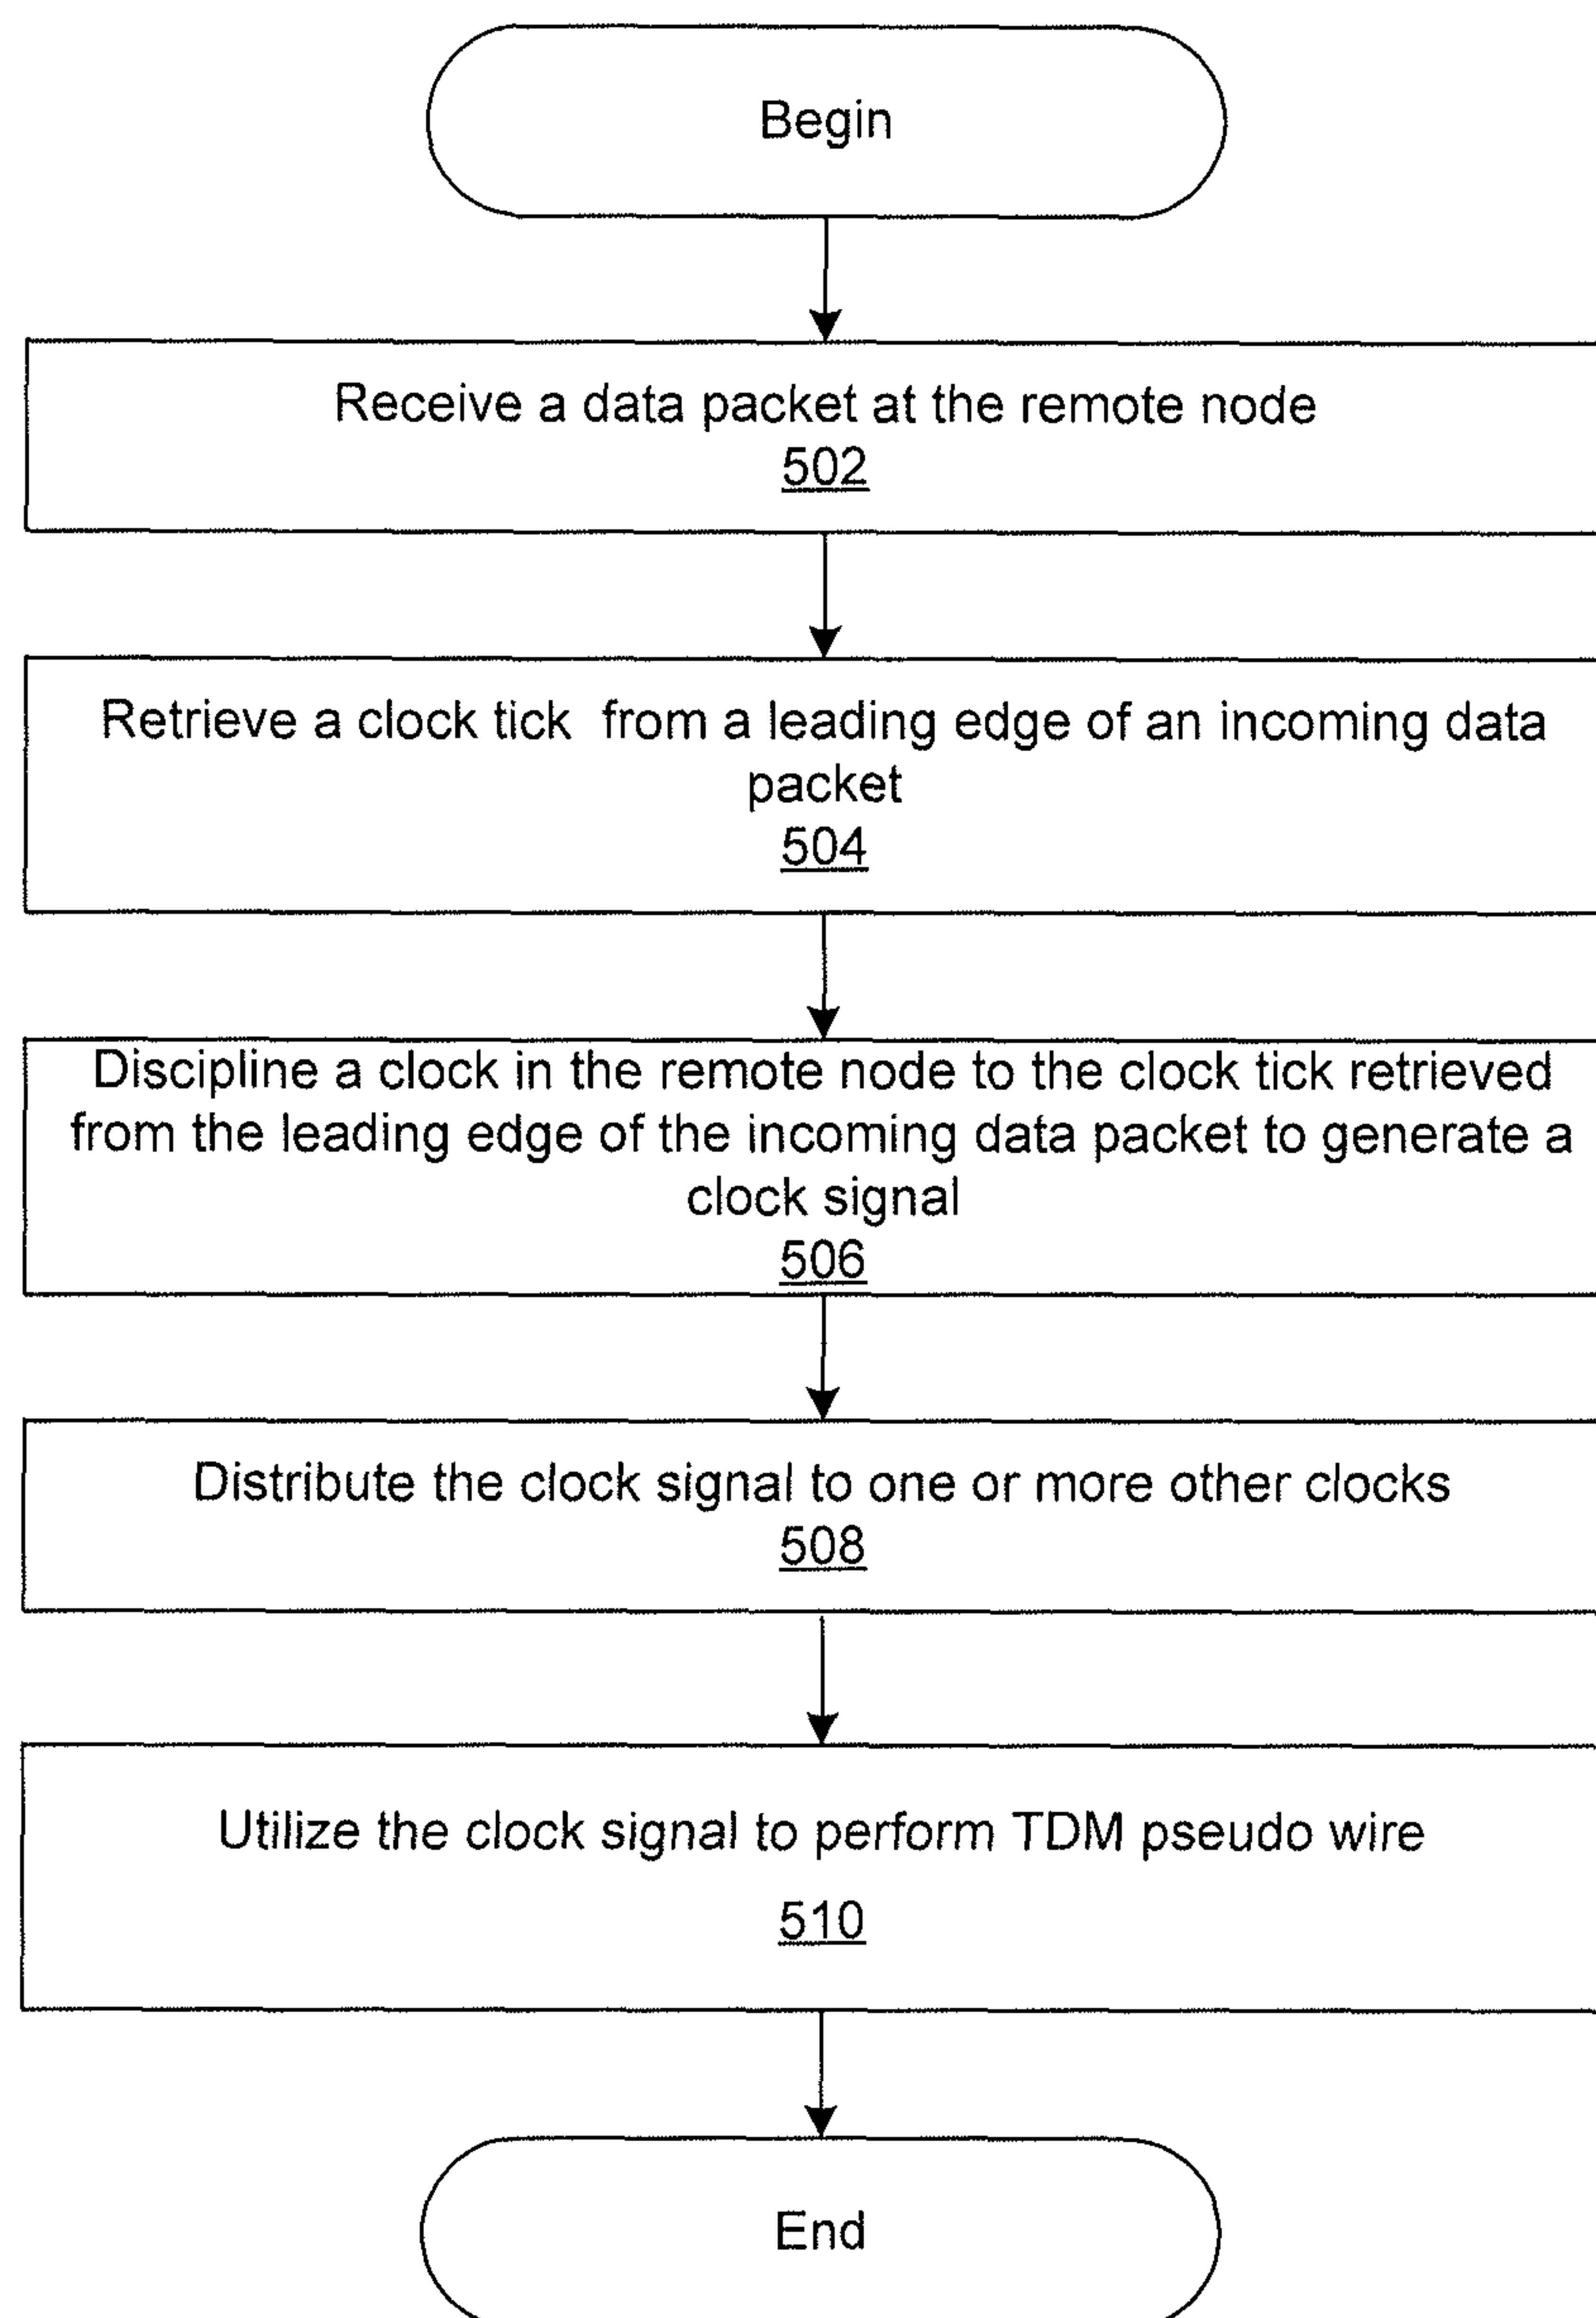 Begin
Receive a data packet at the remote node
502
Retrieve a clock tick from a leading edge of an incoming data
packet
504
Discipline a clock in the remote node to the clock tick retrieved
from the leading edge of the incoming data packet to generate a
clock signal
506
Distribute the clock signal to one or more other clocks
508
Utilize the clock signal to perform TDM pseudo wire
510
End